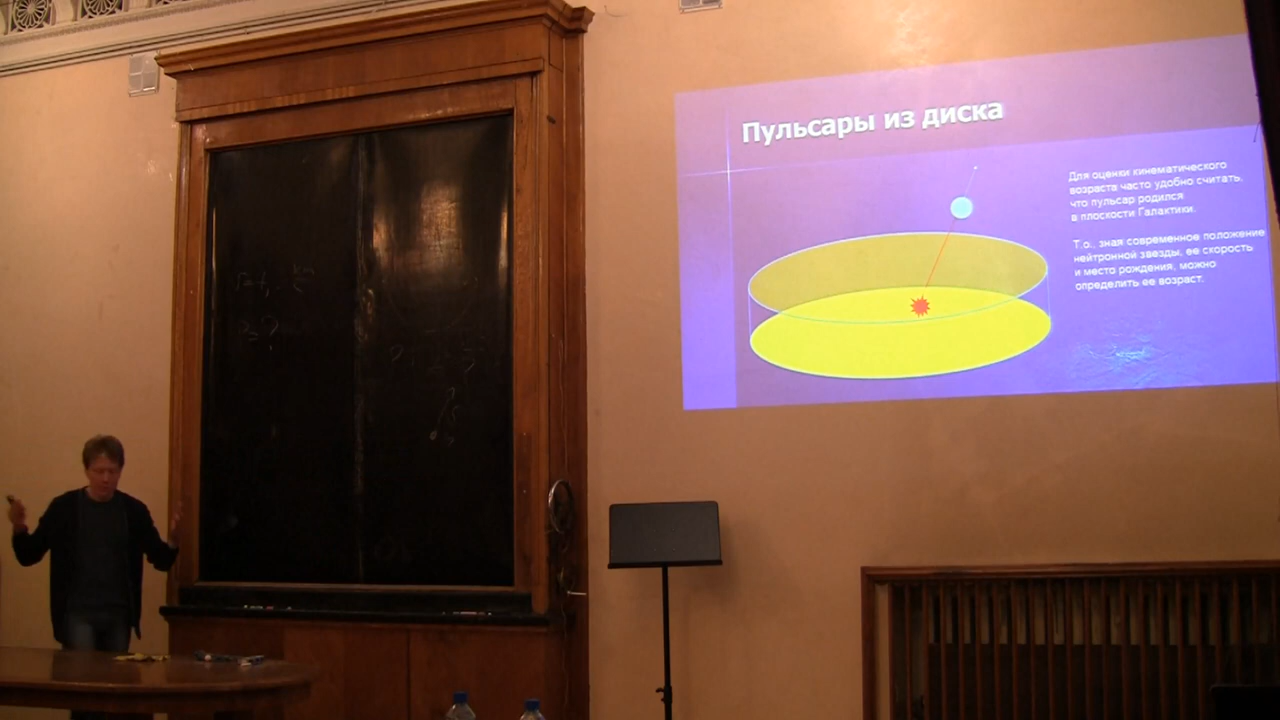 Пульсары из диска
Для оценки кинематического
возраста часто удобно считать,
что пульсар родился
в плоскости Галактики.
Т.о., зная современное положение
нейтронной звезды, ее скорость
и место рождения, можно
определить ее возраст.